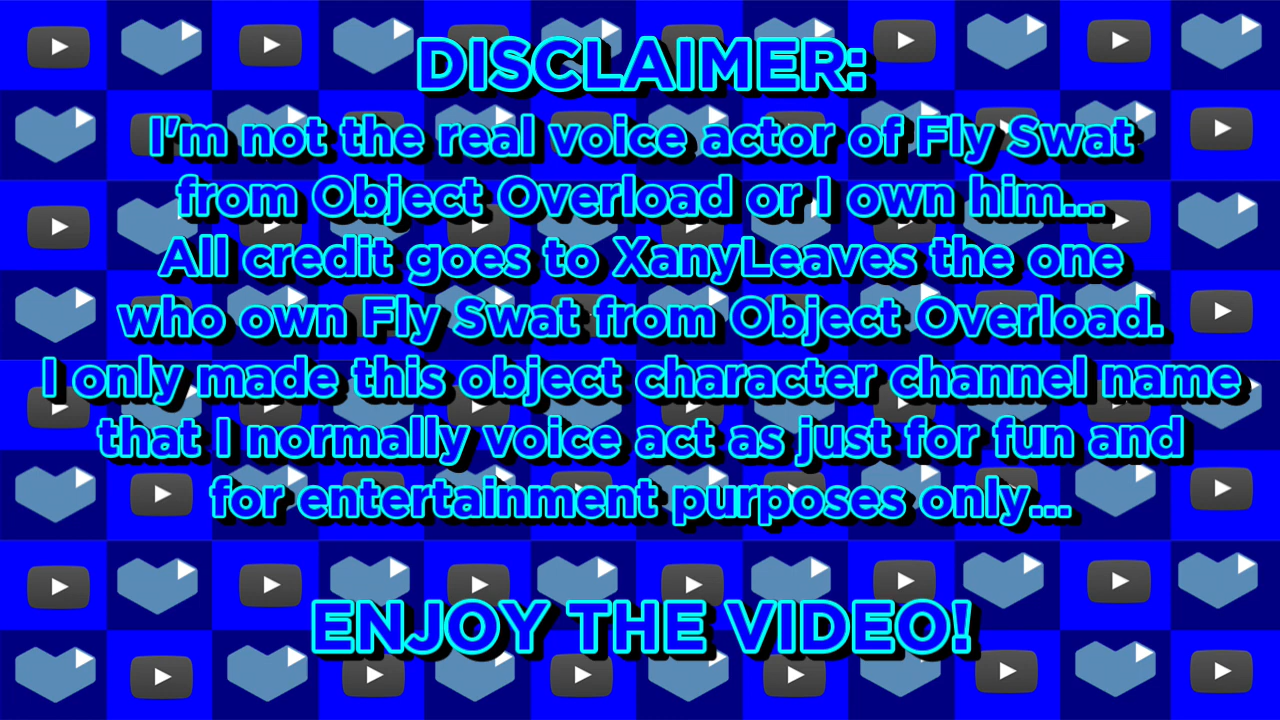 DISCLAIMER:
I'm not the real voice actor of Fly Swat
from Object Overload or I own him...
All credit goes to XanyLeaves the one
who own Fly Swat from Object Overload.
I only made this object character channel name
that I normally voice act as just for fun and
for entertainment purposes only...
ENJOY THE VIDEO!